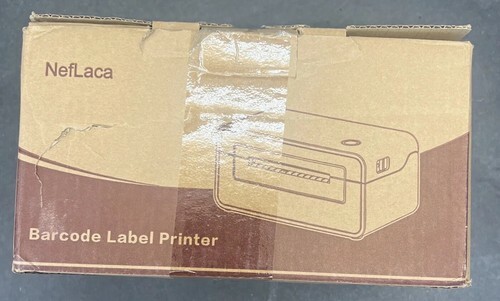 NefLaca
Barcode Label Printer